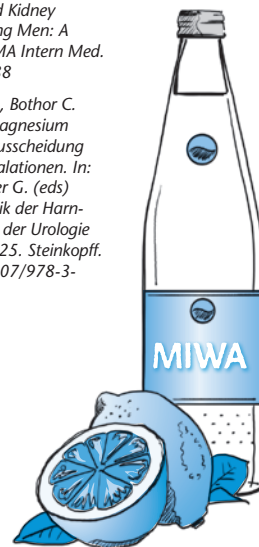 d Kidney
ng Men: A
MA Intern Med.
38
, Bothor C.
agnesium
usscheidung
alationen. In:
er G. (eds)
ik der Harn-
der Urologie
25. Steinkopff.
07/978-3-
MIWA